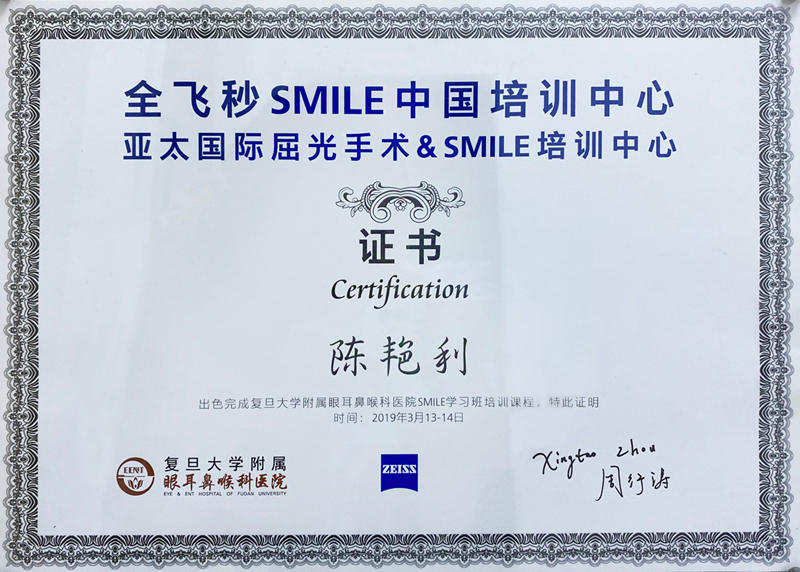 全飞秒SMILE中国培训中心
亚太国际屈光手术&SMILE培训中心
证书
Certification
陈艳利
出色完成复旦大学附属眼耳鼻喉科医院SMILE学习班培训课程，特此证明
时间：2019年3月13-14日
EENT
复旦大学附属
眼耳鼻喉科医院
EYE & ENT HOSPITAL OF FUDAN UNIVERSITY
ZEISS
Xingtao Zhou
周行涛